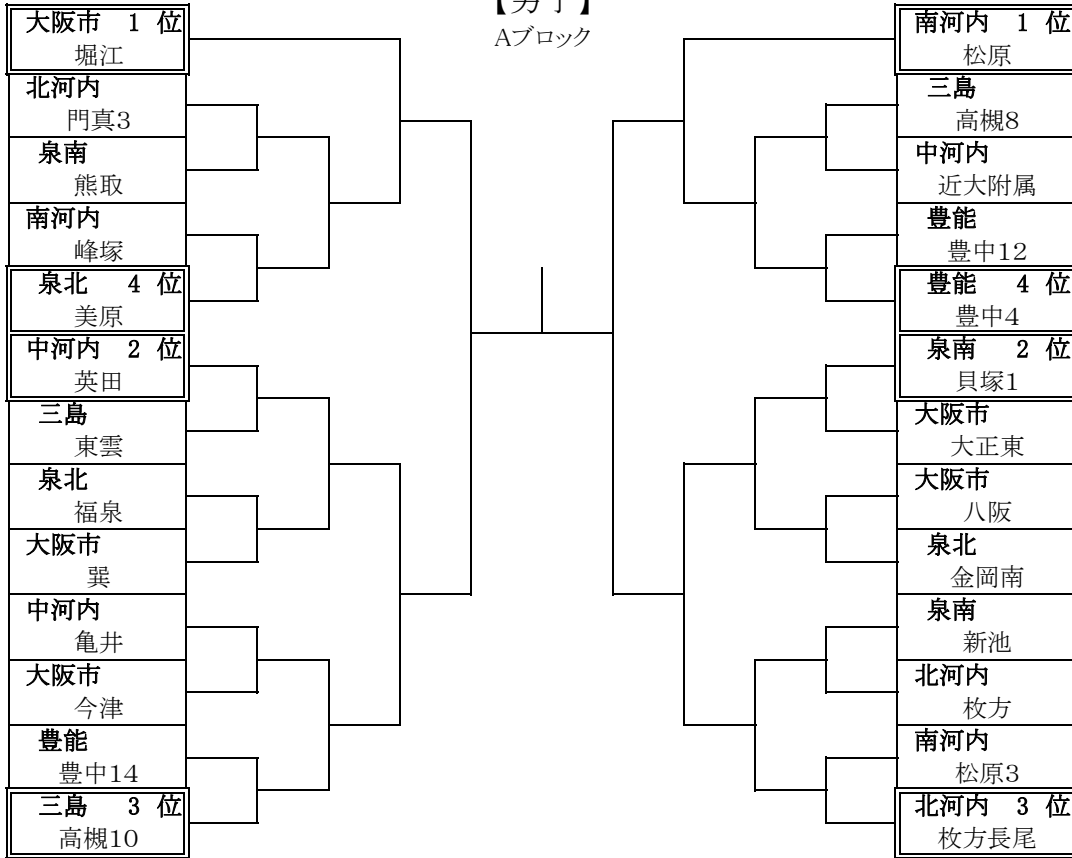 【男子】
Aブロック
大阪市 1 位
堀江
北河内
門真3
泉南
熊取
南河内
峰塚
泉北 4 位
美原
中河内 2 位
英田
三島
東雲
泉北
福泉
大阪市
巽
中河内
亀井
大阪市
今津
豊能
豊中14
三島 3 位
高槻10
南河内 1 位
松原
三島
高槻8
中河内
近大附属
豊能
豊中12
豊能 4 位
豊中4
泉南 2 位
貝塚1
大阪市
大正東
大阪市
八阪
泉北
金岡南
泉南
新池
北河内
枚方
南河内
松原3
北河内 3 位
枚方長尾